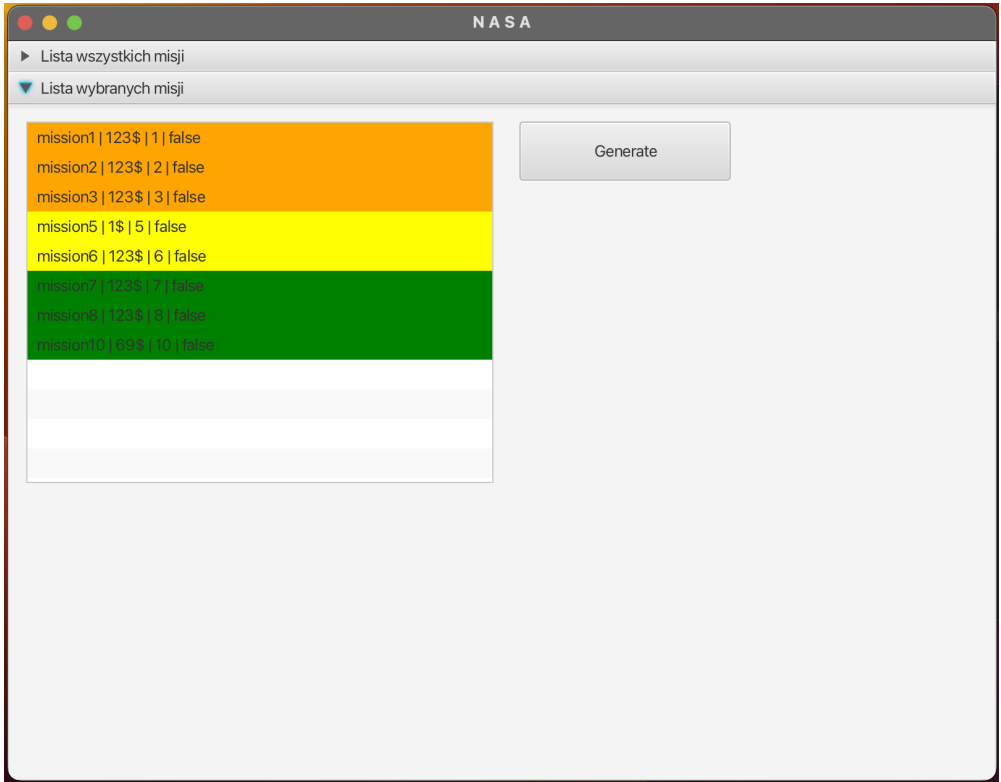 N A S A
Lista wszystkich misji
Lista wybranych misji
mission1 | 123$ | 1 | false
Generate
mission2 | 123$ | 2 | false
mission3 | 123$ | 3 | false
mission5 | 1$ | 5 | false
mission6 | 123$ | 6 | false
mission7 | 123$ | 7 | false
mission8 | 123$ | 8 | false
mission10 | 69$ | 10 | false